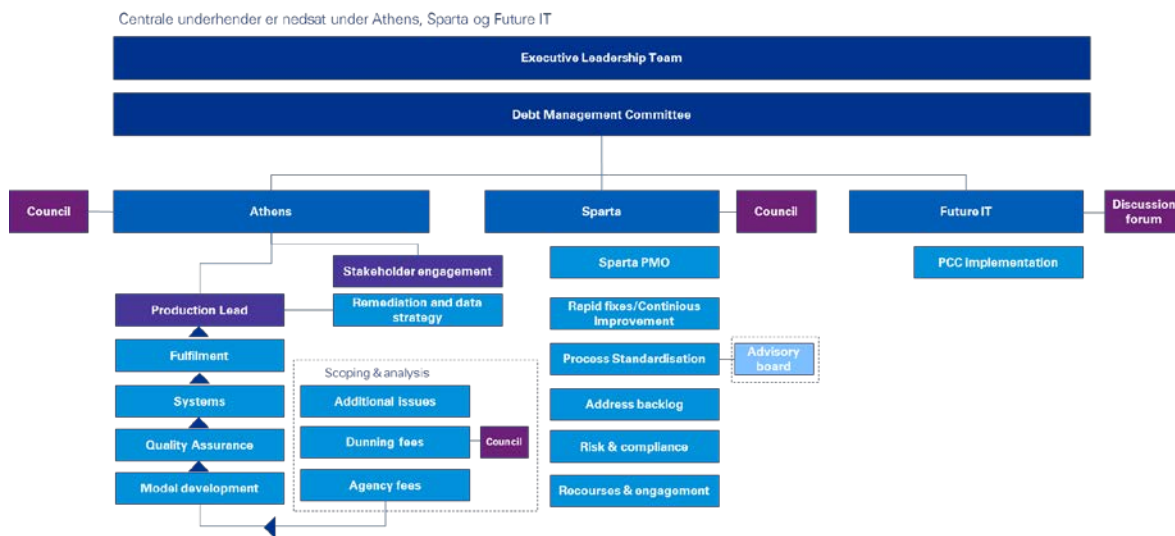 Centrale underhender er nedsat under Athens, Sparta og Future IT
Executive Leadership Team
Debt Management Committee
Council
Athens
Sparta
Council
Future IT
Discussion
forum
Stakeholder engagement
Sparta PMO
PCC implementation
Production Lead
Remediation and data
strategy
Rapid fixes/Continious
Improvement
Fulfilment
Process Standardisation
Advisory
board
Scoping & analysis
Systems
Additional issues
Address backlog
Quality Assurance
Dunning fees
Council
Risk & compliance
Model development
Agency fees
Recourses & engagement